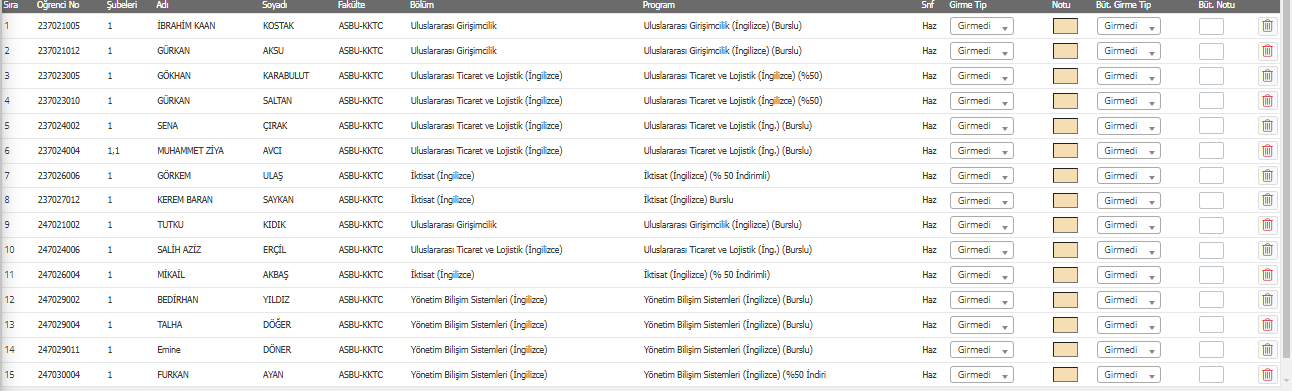 Sıra Öğrenci No Şubeleri Adı Soyadı Fakülte Bölüm Program Snf Girme Tip Notu Büt. Girme Tip Büt. Notu
1 237021005 1 İBRAHİM KAAN KOSTAK ASBU-KKTC Uluslararası Girişimcilik Uluslararası Girişimcilik (İngilizce) (Burslu) Haz Girmedi Girmedi
2 237021012 1 GÜRKAN AKSU ASBU-KKTC Uluslararası Girişimcilik Uluslararası Girişimcilik (İngilizce) (Burslu) Haz Girmedi Girmedi
3 237023005 1 GÖKHAN KARABULUT ASBU-KKTC Uluslararası Ticaret ve Lojistik (İngilizce) Uluslararası Ticaret ve Lojistik (İngilizce) (%50) Haz Girmedi Girmedi
4 237023010 1 GÜRKAN SALTAN ASBU-KKTC Uluslararası Ticaret ve Lojistik (İngilizce) Uluslararası Ticaret ve Lojistik (İngilizce) (%50) Haz Girmedi Girmedi
5 237024002 1 SENA ÇIRAK ASBU-KKTC Uluslararası Ticaret ve Lojistik (İngilizce) Uluslararası Ticaret ve Lojistik (İng.) (Burslu) Haz Girmedi Girmedi
6 237024004 1,1 MUHAMMET ZİYA AVCI ASBU-KKTC Uluslararası Ticaret ve Lojistik (İngilizce) Uluslararası Ticaret ve Lojistik (İng.) (Burslu) Haz Girmedi Girmedi
7 237026006 1 GÖRKEM ULAŞ ASBU-KKTC İktisat (İngilizce) İktisat (İngilizce) (% 50 İndirimli) Haz Girmedi Girmedi
8 237027012 1 KEREM BARAN SAYKAN ASBU-KKTC İktisat (İngilizce) İktisat (İngilizce) Burslu Haz Girmedi Girmedi
9 247021002 1 TUTKU KIDIK ASBU-KKTC Uluslararası Girişimcilik Uluslararası Girişimcilik (İngilizce) (Burslu) Haz Girmedi Girmedi
10 247024006 1 SALİH AZİZ ERÇİL ASBU-KKTC Uluslararası Ticaret ve Lojistik (İngilizce) Uluslararası Ticaret ve Lojistik (İng.) (Burslu) Haz Girmedi Girmedi
11 247026004 1 MİKAİL AKBAŞ ASBU-KKTC İktisat (İngilizce) İktisat (İngilizce) (% 50 İndirimli) Haz Girmedi Girmedi
12 247029002 1 BEDİRHAN YILDIZ ASBU-KKTC Yönetim Bilişim Sistemleri (İngilizce) Yönetim Bilişim Sistemleri (İngilizce) (Burslu) Haz Girmedi Girmedi
13 247029004 1 TALHA DÖĞER ASBU-KKTC Yönetim Bilişim Sistemleri (İngilizce) Yönetim Bilişim Sistemleri (İngilizce) (Burslu) Haz Girmedi Girmedi
14 247029011 1 Emine DÖNER ASBU-KKTC Yönetim Bilişim Sistemleri (İngilizce) Yönetim Bilişim Sistemleri (İngilizce) (Burslu) Haz Girmedi Girmedi
15 247030004 1 FURKAN AYAN ASBU-KKTC Yönetim Bilişim Sistemleri (İngilizce) Yönetim Bilişim Sistemleri (İngilizce) (%50 İndiri Haz Girmedi Girmedi